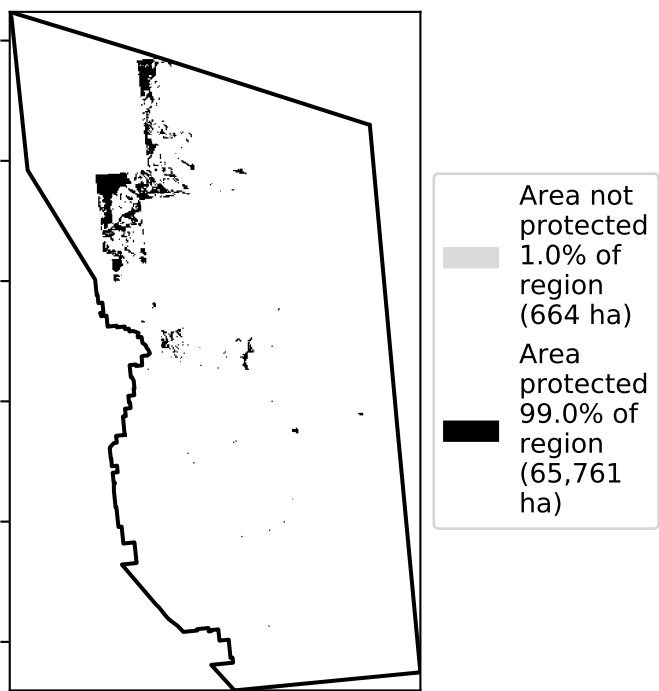 Area not
protected
1.0% of
region
(664 ha)
Area
protected
99.0% of
region
(65,761
ha)